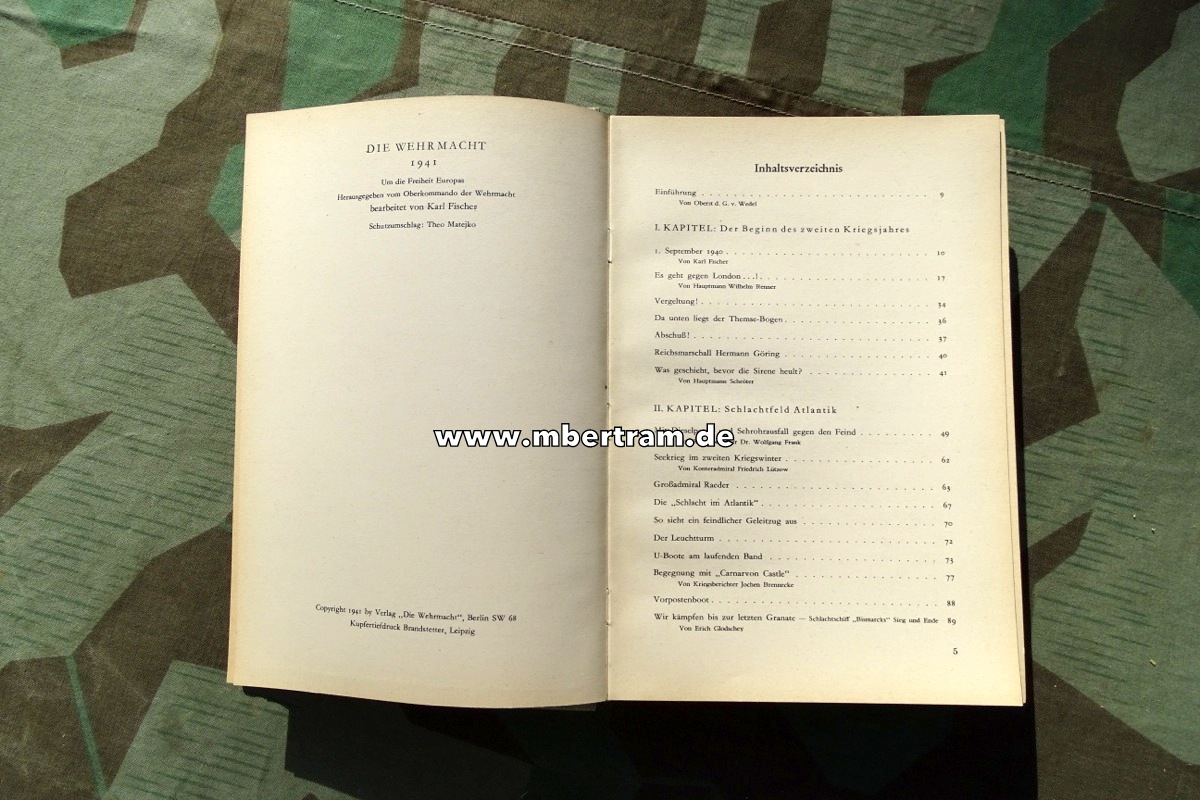 DIE WEHRMACHT
1941
Um die Freiheit Europas
Herausgegeben vom Oberkommando der Wehrmacht
bearbeitet von Karl Fischer
Schutzumschlag: Theo Matejko
Copyright 1941 by Verlag „Die Wehrmacht“, Berlin SW 68
Kupfertiefdruck Brandstetter, Leipzig
Inhaltsverzeichnis
Einführung . . . . . . . . . . 9
Von Oberst d. G. v. Wedel
I. KAPITEL: Der Beginn des zweiten Kriegsjahres
1. September 1940 . . . . . . . . . . 10
Von Karl Fischer
Es geht gegen London . . .! . . . . . . . . . . 17
Von Hauptmann Wilhelm Renner
Vergeltung! . . . . . . . . . . 34
Da unten liegt der Themse-Bogen . . . . . . . . . . 36
Abschuß! . . . . . . . . . . 37
Reichsmarschall Hermann Göring . . . . . . . . . . 40
Was geschieht, bevor die Sirene heult? . . . . . . . . . . 41
Von Hauptmann Schröter
II. KAPITEL: Schlachtfeld Atlantik
Sehrohrausfall gegen den Feind . . . . . . . . . . 49
Dr. Wolfgang Frank
www.mbertram.de
Seekrieg im zweiten Kriegswinter . . . . . . . . . . 62
Von Konteradmiral Friedrich Lützow
Großadmiral Raeder . . . . . . . . . . 63
Die „Schlacht im Atlantik“ . . . . . . . . . . 67
So sieht ein feindlicher Geleitzug aus . . . . . . . . . . 70
Der Leuchtturm . . . . . . . . . . 72
U-Boote am laufenden Band . . . . . . . . . . 73
Begegnung mit „Carnarvon Castle“ . . . . . . . . . . 77
Von Kriegsberichter Jochen Brennecke
Vorpostenboot . . . . . . . . . . 88
Wir kämpfen bis zur letzten Granate — Schlachtschiff „Bismarcks“ Sieg und Ende 89
Von Erich Glodschey
5